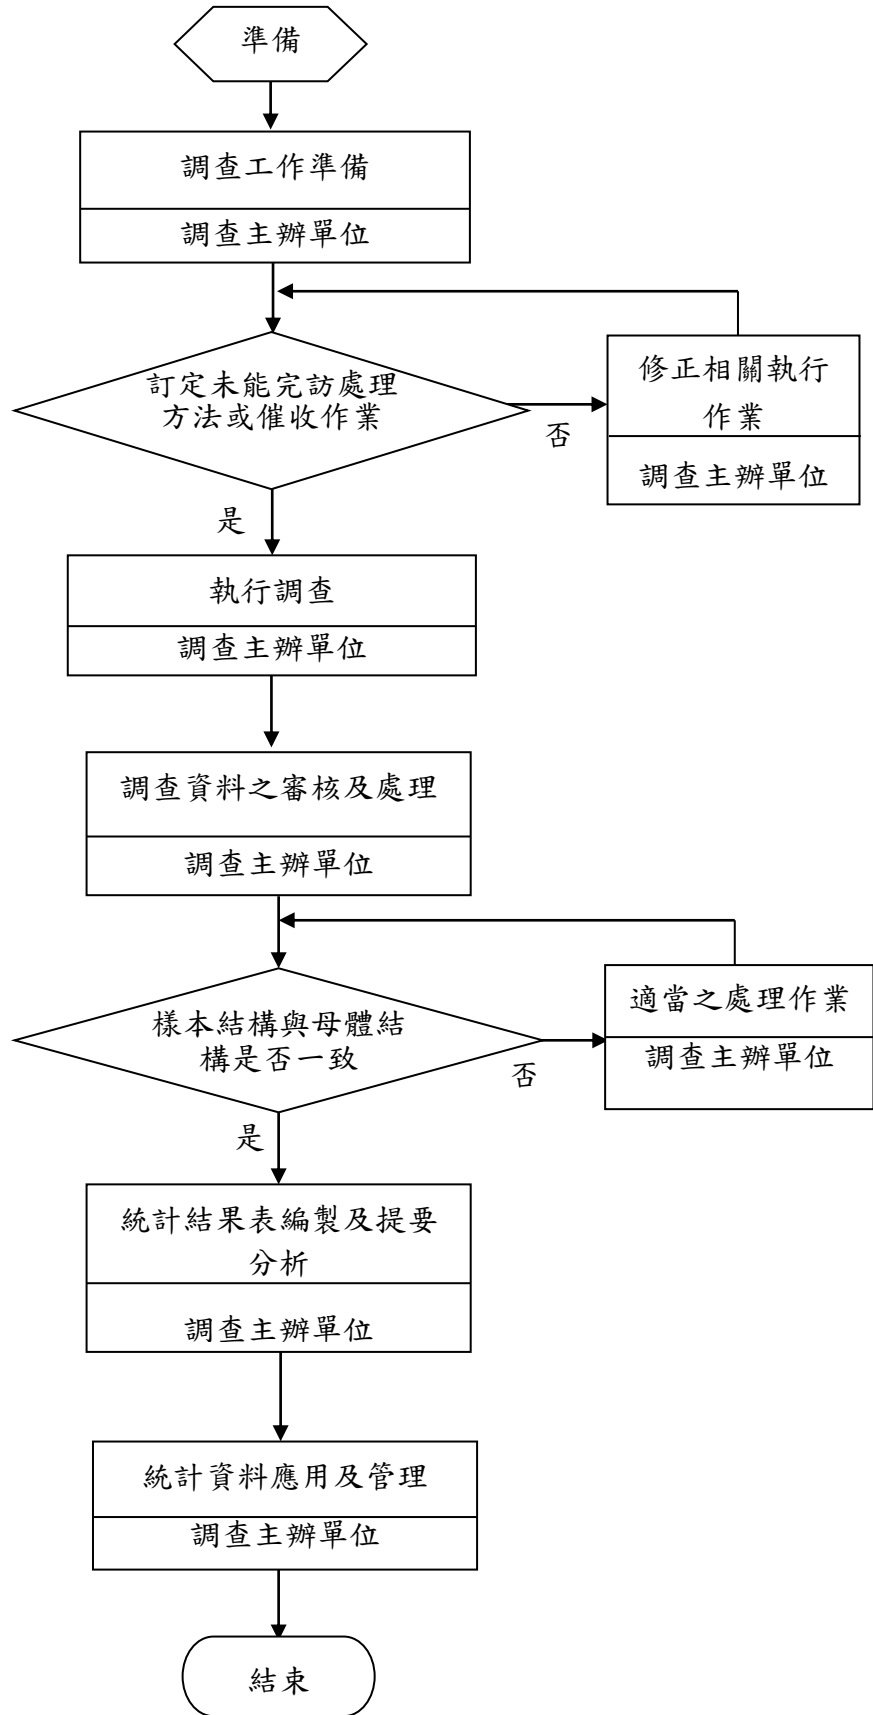 準備
調查工作準備
調查主辦單位
訂定未能完訪處理
方法或催收作業
否
修正相關執行
作業
調查主辦單位
是
執行調查
調查主辦單位
調查資料之審核及處理
調查主辦單位
樣本結構與母體結
構是否一致
否
適當之處理作業
調查主辦單位
是
統計結果表編製及提要
分析
調查主辦單位
統計資料應用及管理
調查主辦單位
結束